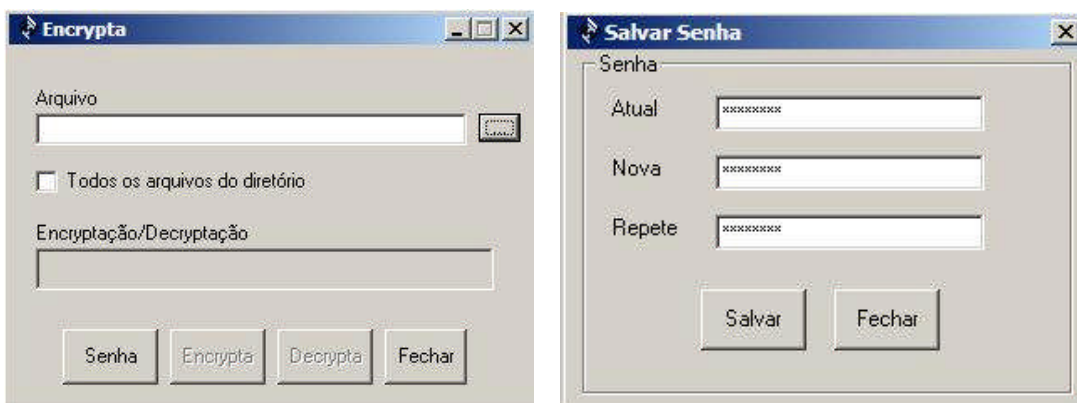 Encrypta
Arquivo
...
Todos os arquivos do diretório
Encryptação/Decryptação
Senha Encrypta Decrypta Fechar
Salvar Senha
Senha
Atual ********
Nova ********
Repete ********
Salvar Fechar